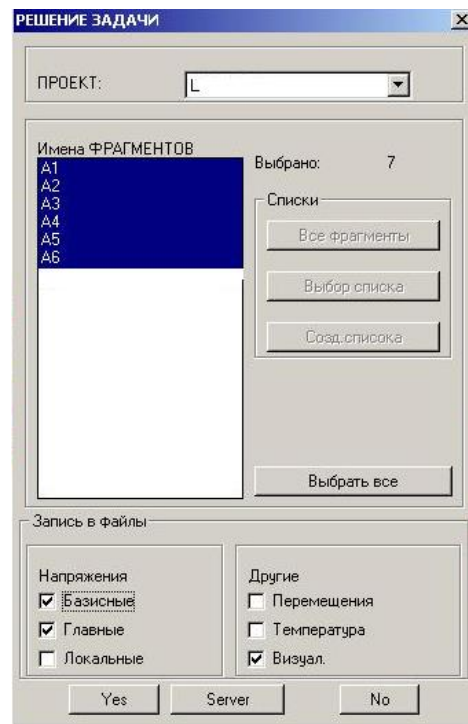 РЕШЕНИЕ ЗАДАЧИ
ПРОЕКТ: L
Имена ФРАГМЕНТОВ
A1
A2
A3
A4
A5
A6
Выбрано: 7
Списки
Все фрагменты
Выбор списка
Созд.списока
Выбрать все
Запись в файлы
Напряжения
Базисные
Главные
Локальные
Другие
Перемещения
Температура
Визуал.
Yes Server No